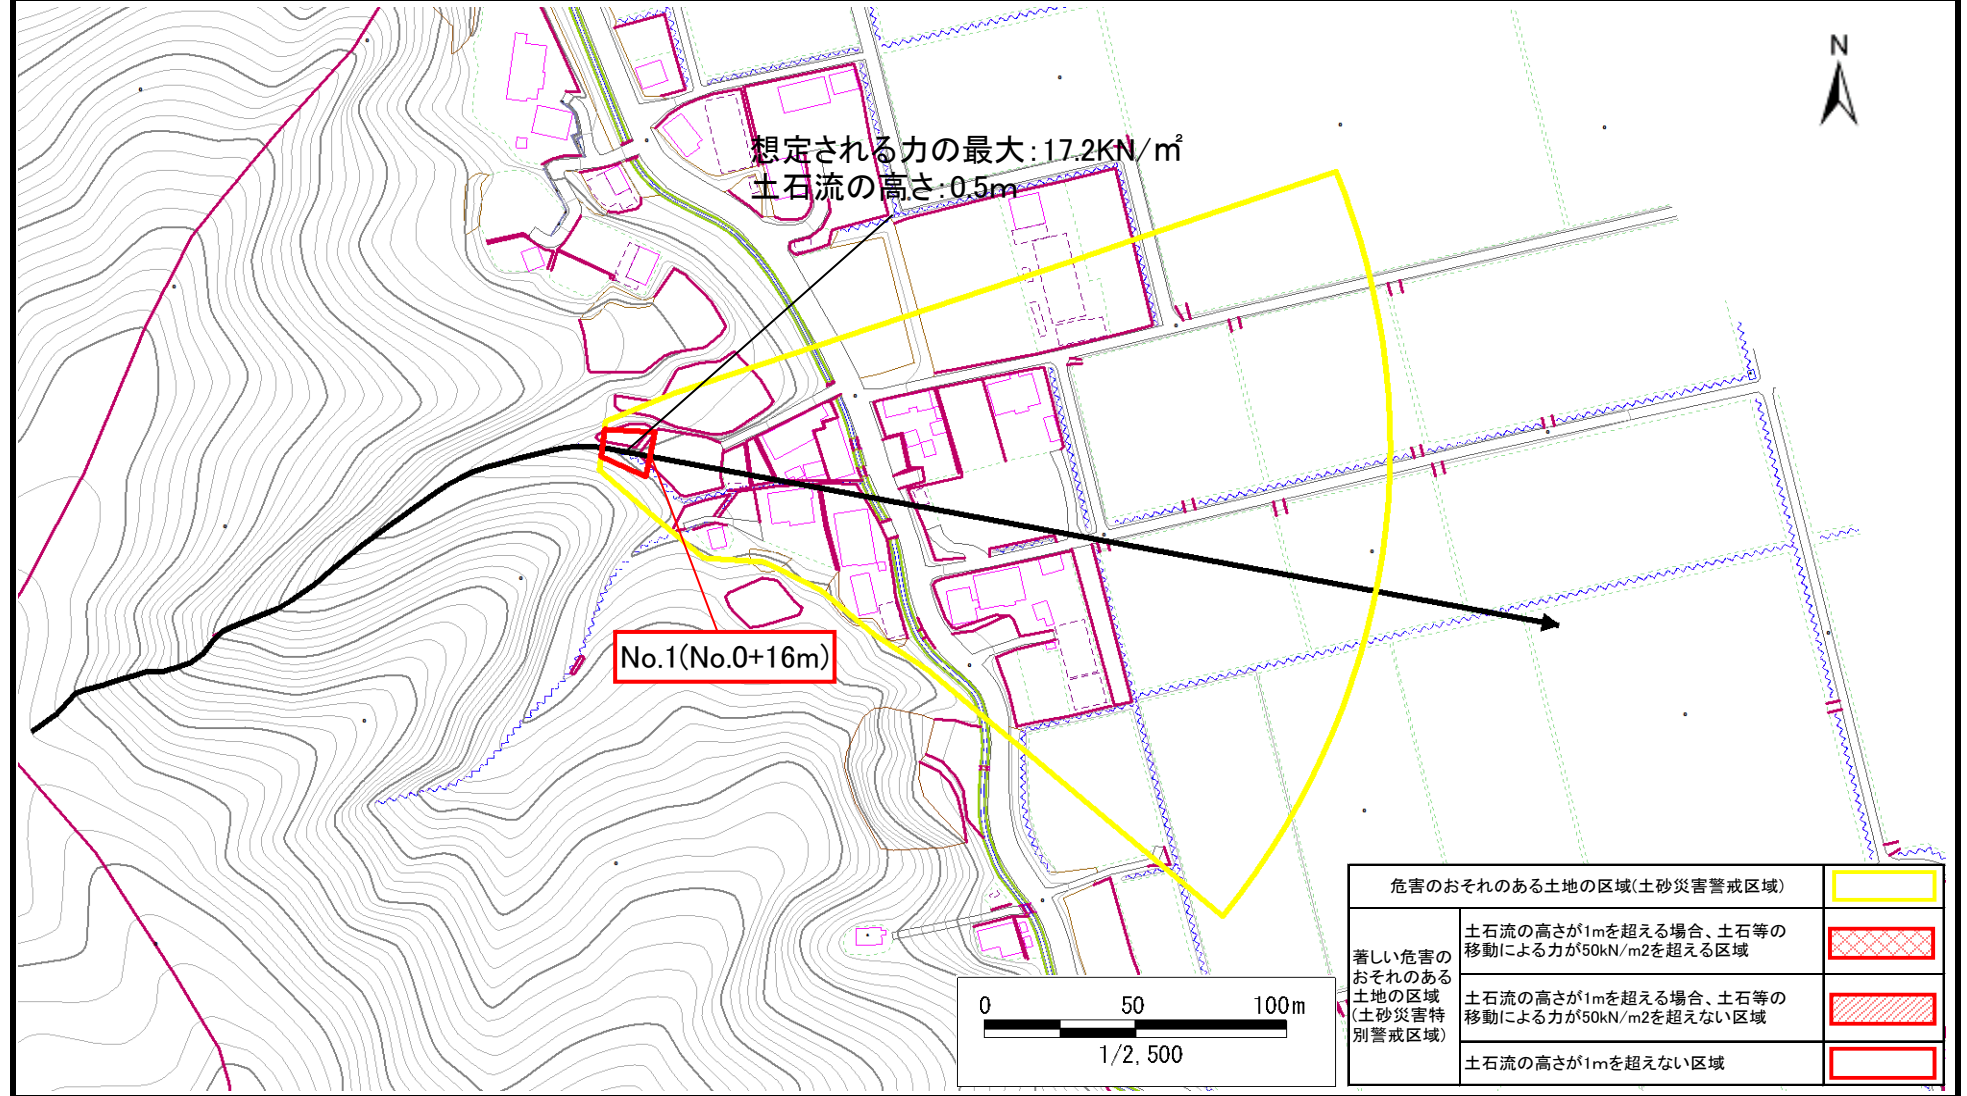 N
想定される力の最大:17.2KN/㎡
土石流の高さ:0.5m
No.1(No.0+16m)
0 50 100m
1/2,500
危害のおそれのある土地の区域(土砂災害警戒区域)
著しい危害の
おそれのある
土地の区域
(土砂災害特
別警戒区域)
土石流の高さが1mを超える場合、土石等の
移動による力が50kN/m2を超える区域
土石流の高さが1mを超える場合、土石等の
移動による力が50kN/m2を超えない区域
土石流の高さが1mを超えない区域